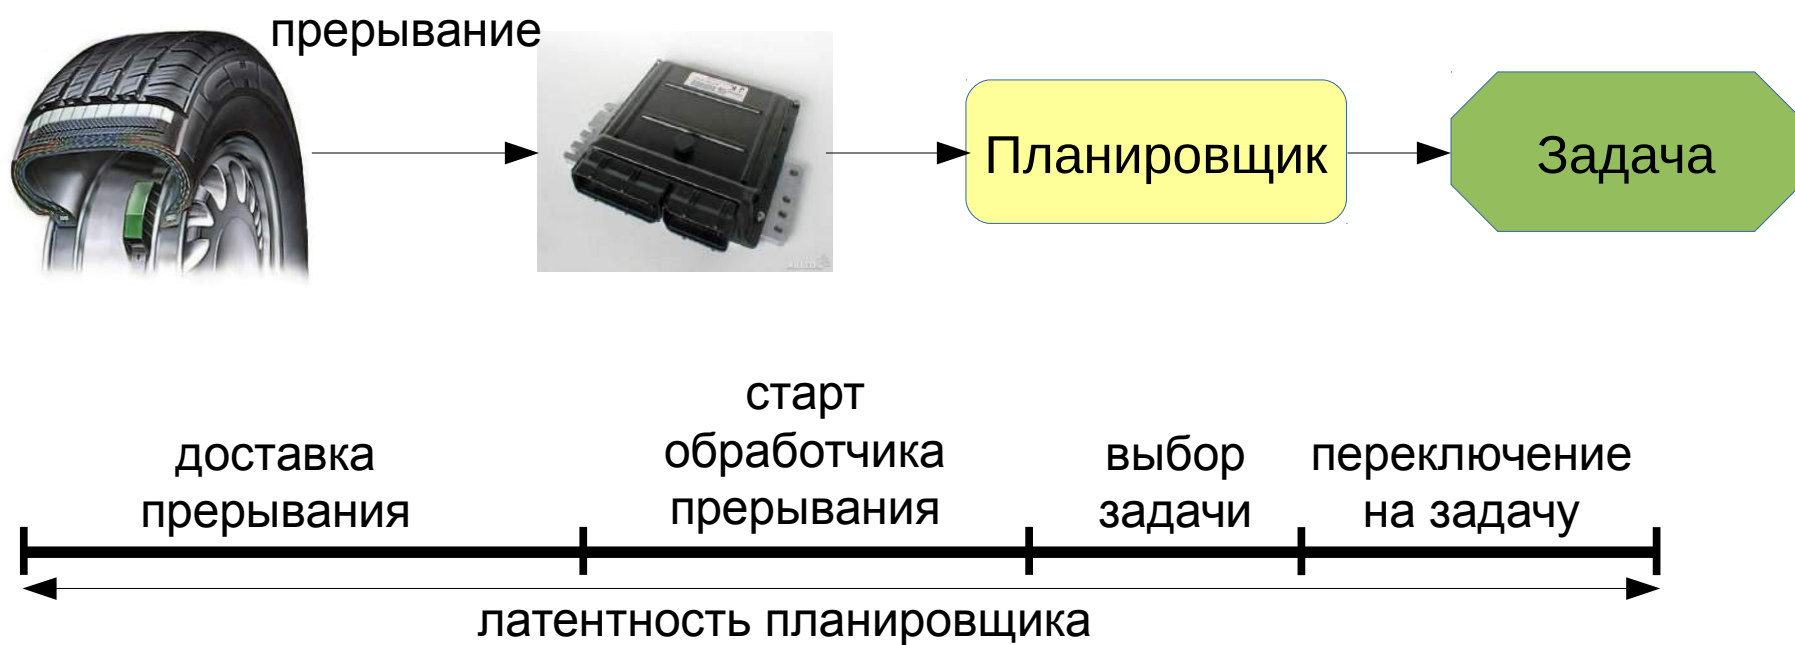 прерывание
Планировщик
Задача
доставка
прерывания
старт
обработчика
прерывания
выбор
задачи
переключение
на задачу
латентность планировщика